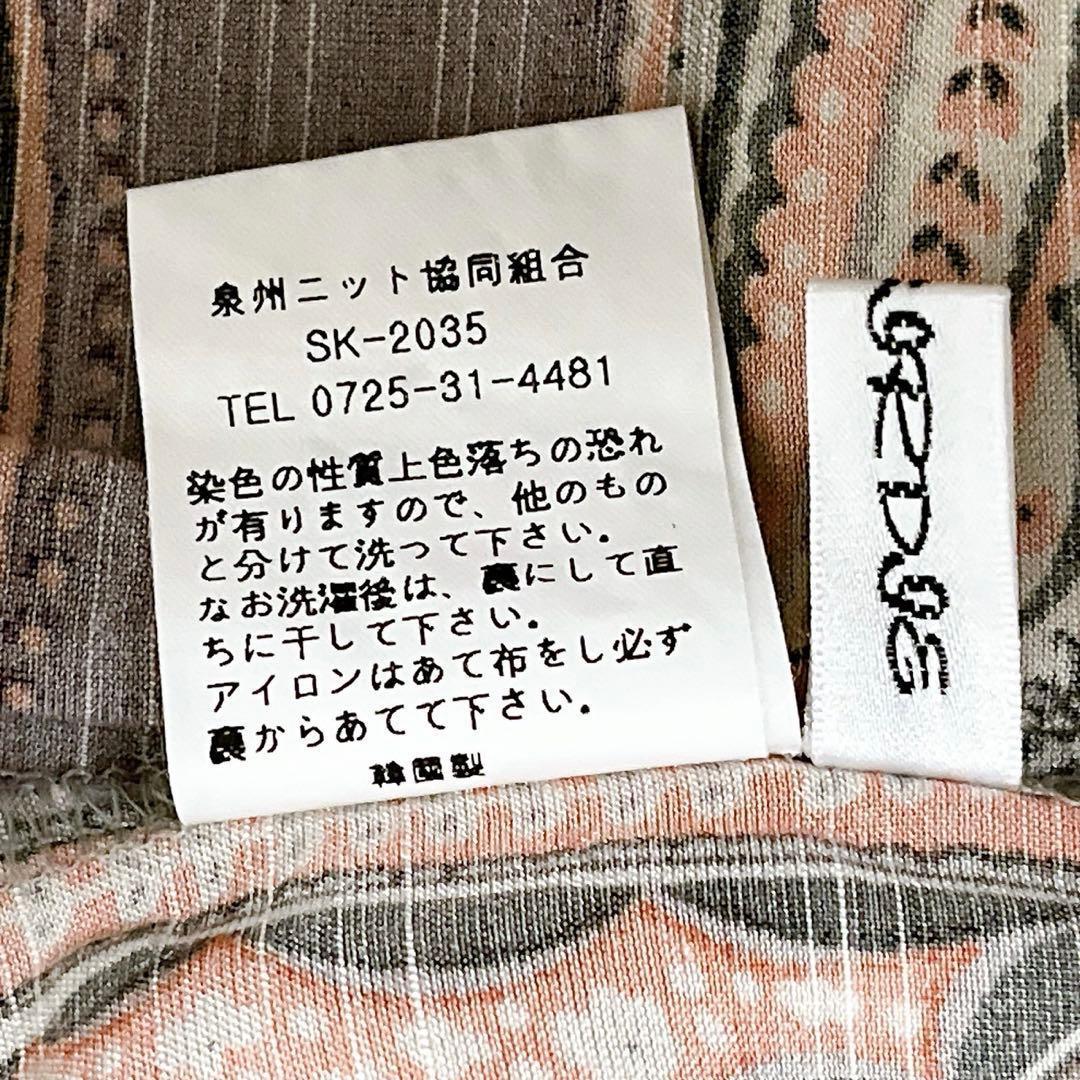 泉州ニット協同組合
SK-2035
TEL 0725-31-4481
染色の性質上色落ちの恐れ
が有りますので、他のもの
と分けて洗って下さい。
なお洗濯後は、裏にして直
ちに干して下さい。
アイロンはあて布をし必ず
裏からあてて下さい。
韓国製